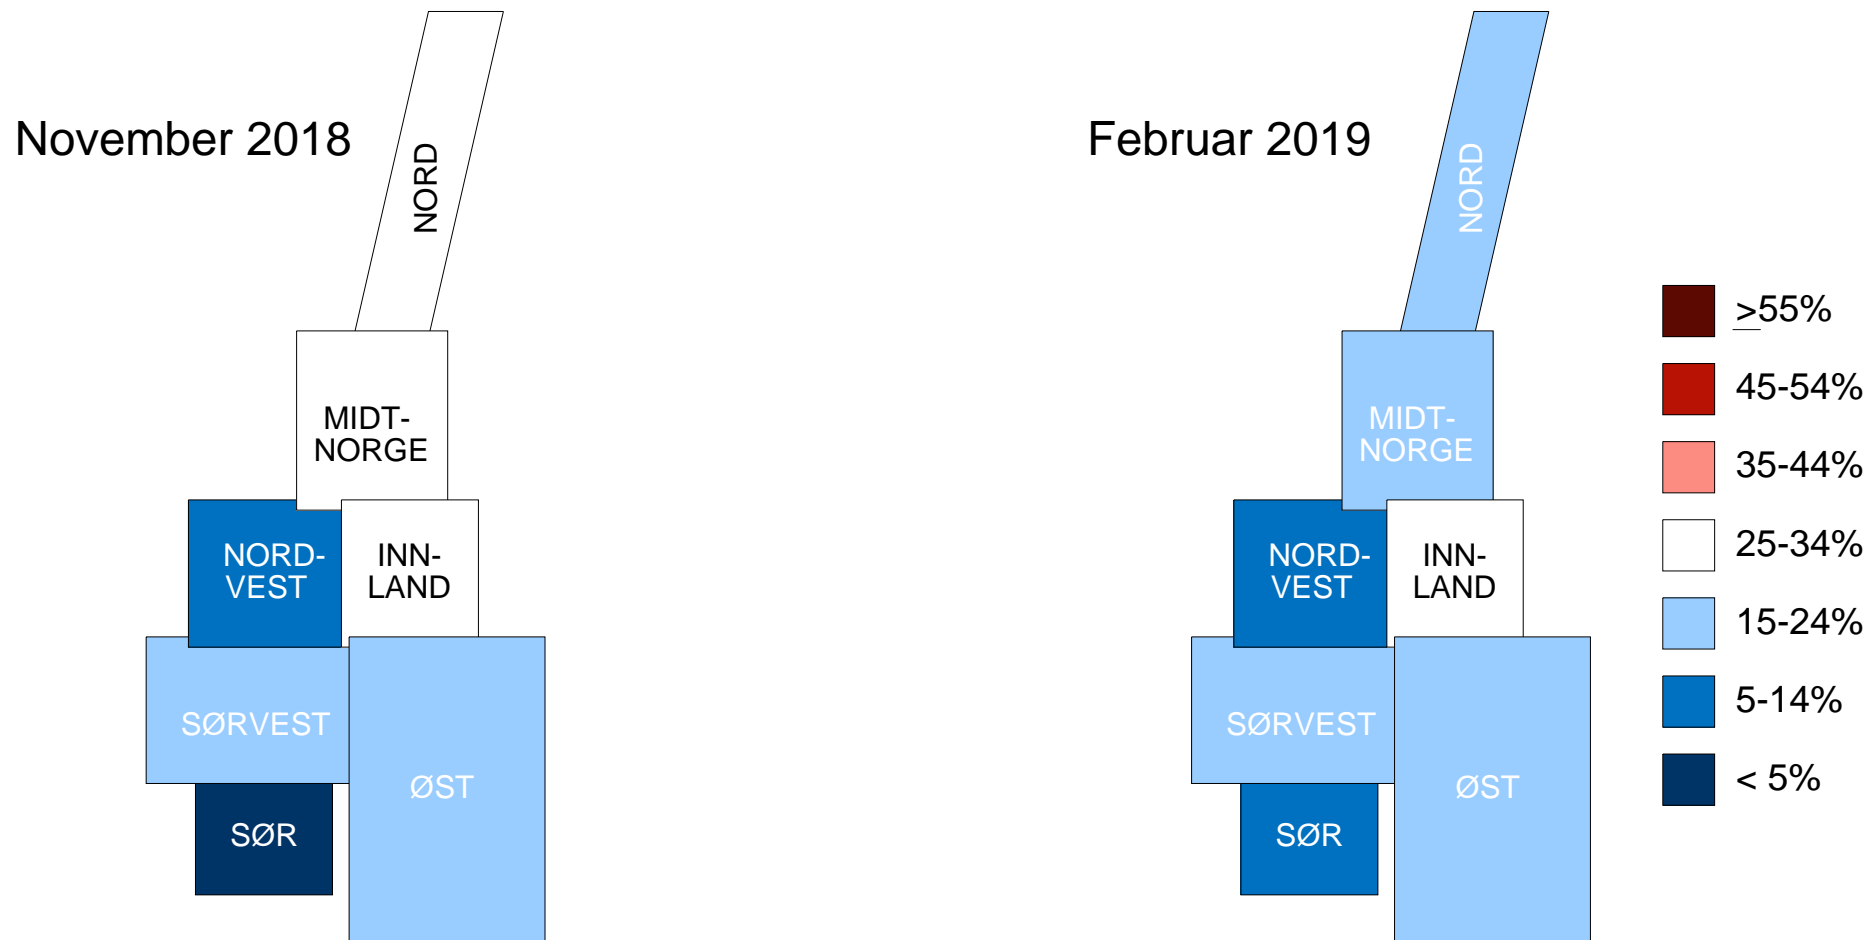 November 2018
NORD
MIDT-
NORGE
NORD-
VEST
INN-
LAND
SØRVEST
ØST
SØR
Februar 2019
NORD
MIDT-
NORGE
NORD-
VEST
INN-
LAND
SØRVEST
ØST
SØR
>55%
45-54%
35-44%
25-34%
15-24%
5-14%
< 5%